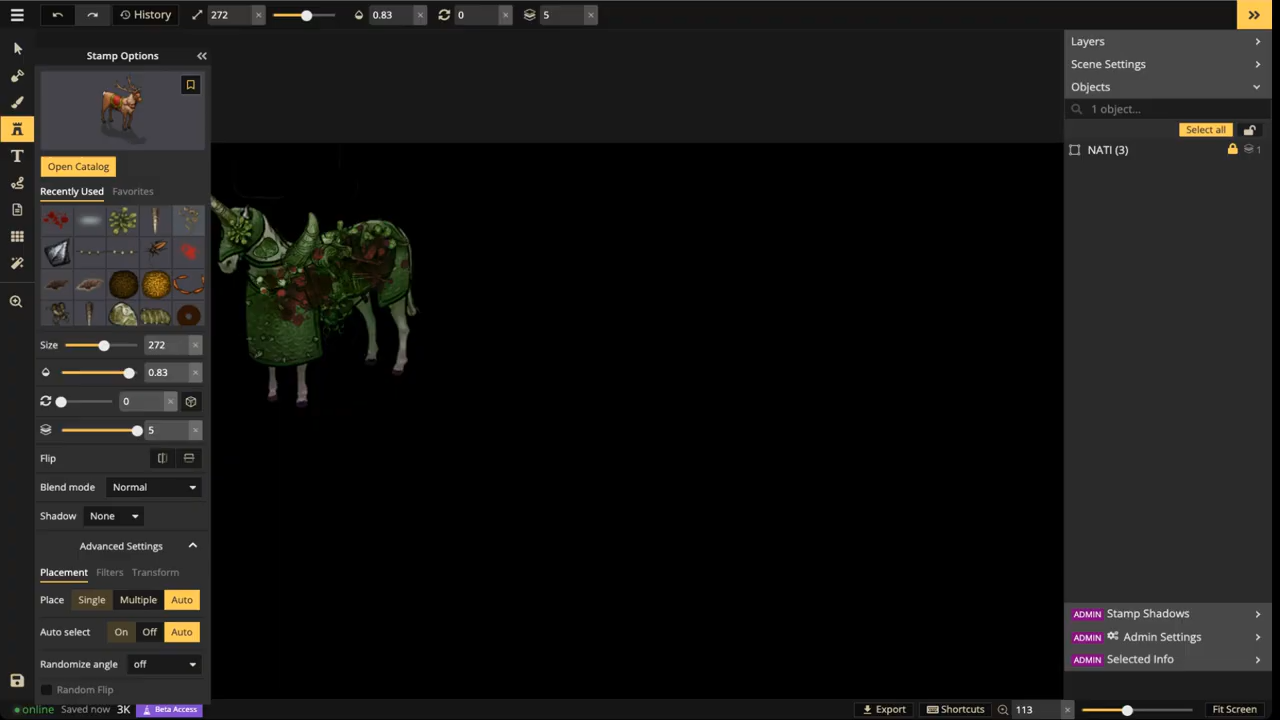 History 272 × 0.83 × 0 × 5 ×
Stamp Options
Open Catalog
Recently Used Favorites
Size 272 ×
0.83 ×
0 ×
5 ×
Flip
Blend mode Normal
Shadow None
Advanced Settings
Placement Filters Transform
Place Single Multiple Auto
Auto select On Off Auto
Randomize angle off
Random Flip
online Saved now 3K Beta Access
Layers
Scene Settings
Objects
1 object...
Select all
NATI (3) 1
ADMIN Stamp Shadows
ADMIN Admin Settings
ADMIN Selected Info
Export Shortcuts 113 × Fit Screen